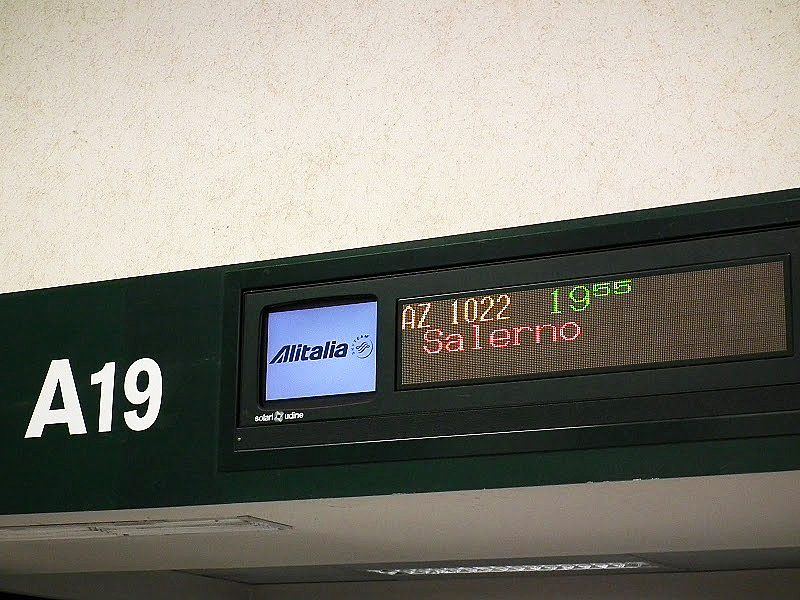 A19
Alitalia
solari udine
AZ 1022 19⁵⁵
Salerno